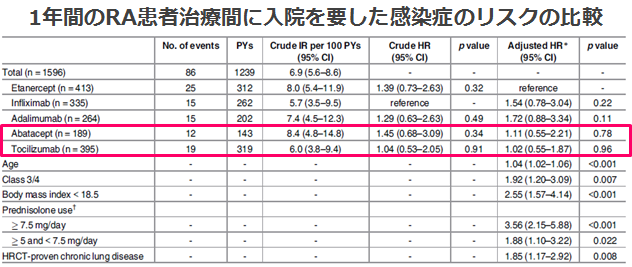 1年間のRA患者治療間に入院を要した感染症のリスクの比較
No. of events PYs Crude IR per 100 PYs (95% CI) Crude HR (95% CI) p value Adjusted HR* (95% CI) p value
Total (n = 1596) 86 1239 6.9 (5.6–8.6) - - - -
Etanercept (n = 413) 25 312 8.0 (5.4–11.9) 1.39 (0.73–2.63) 0.32 reference
Infliximab (n = 335) 15 262 5.7 (3.5–9.5) reference - 1.54 (0.78–3.04) 0.22
Adalimumab (n = 264) 15 202 7.4 (4.5–12.3) 1.29 (0.63–2.63) 0.49 1.72 (0.88–3.34) 0.11
Abatacept (n = 189) 12 143 8.4 (4.8–14.8) 1.45 (0.68–3.09) 0.34 1.11 (0.55–2.21) 0.78
Tocilizumab (n = 395) 19 319 6.0 (3.8–9.4) 1.04 (0.53–2.05) 0.91 1.02 (0.55–1.87) 0.96
Age - - - - - 1.04 (1.02–1.06) <0.001
Class 3/4 - - - - - 1.92 (1.20–3.09) 0.007
Body mass index < 18.5 - - - - - 2.55 (1.57–4.14) <0.001
Prednisolone use†
≥ 7.5 mg/day - - - - - 3.56 (2.15–5.88) <0.001
≥ 5 and < 7.5 mg/day - - - - - 1.88 (1.10–3.22) 0.022
HRCT-proven chronic lung disease - - - - - 1.85 (1.17–2.92) 0.008